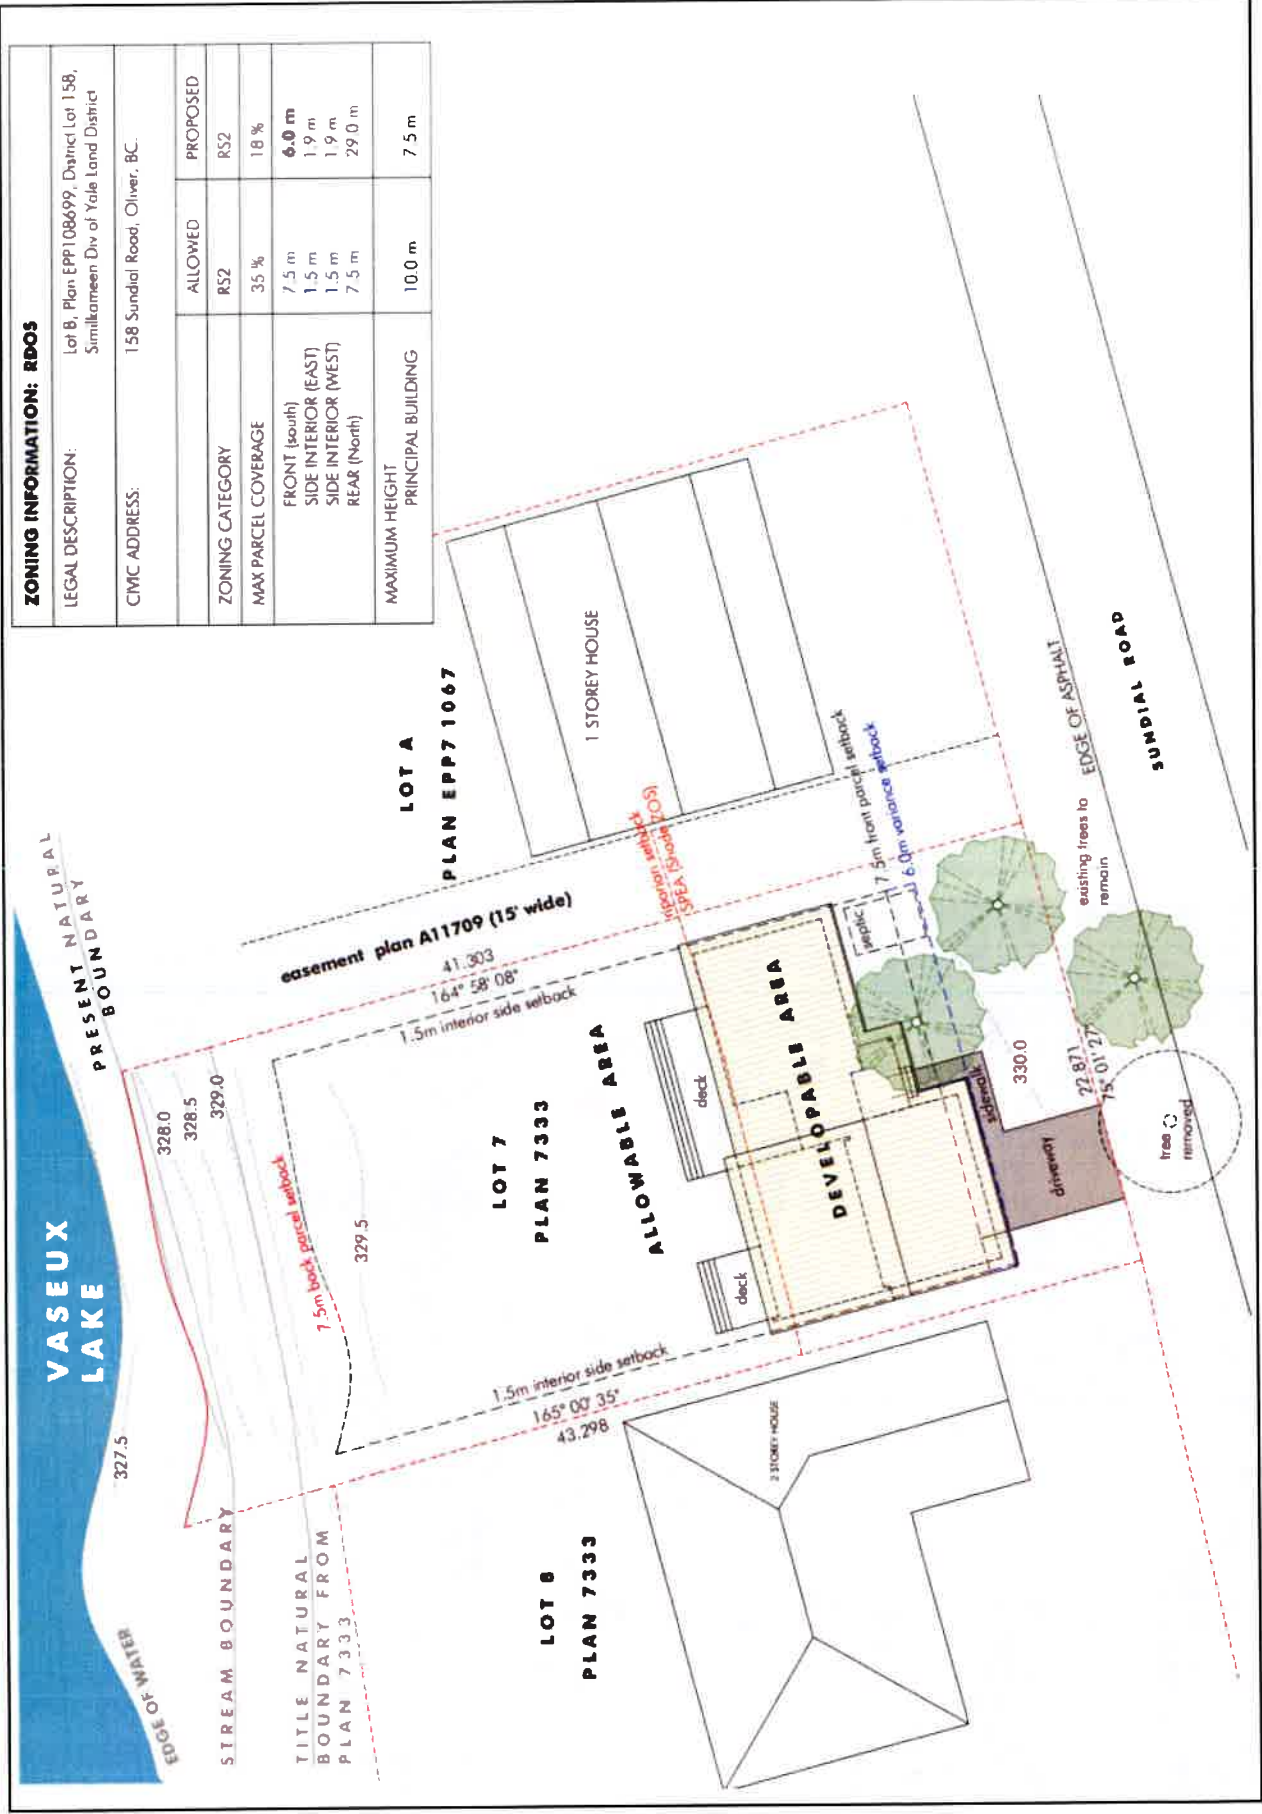 ZONING INFORMATION: RDOS
LEGAL DESCRIPTION: Lot B, Plan EPP108699, District Lot 158,
Similkameen Div of Yale Land District
CIVIC ADDRESS: 158 Sundial Road, Oliver, BC.
ALLOWED PROPOSED
ZONING CATEGORY RS2 RS2
MAX PARCEL COVERAGE 35 % 18 %
FRONT (south) 7.5 m 6.0 m
SIDE INTERIOR (EAST) 1.5 m 1.9 m
SIDE INTERIOR (WEST) 1.5 m 1.9 m
REAR (North) 7.5 m 29.0 m
MAXIMUM HEIGHT
PRINCIPAL BUILDING 10.0 m 7.5 m
VASEUX
LAKE
PRESENT NATURAL
BOUNDARY
327.5
EDGE OF WATER
STREAM BOUNDARY
TITLE NATURAL
BOUNDARY FROM
PLAN 7333
328.0
328.5
329.0
7.5m back parcel setback
329.5
LOT A
PLAN EPP71067
1 STOREY HOUSE
easement plan A11709 (15' wide)
41.303
164° 58' 08"
1.5m interior side setback
LOT 7
PLAN 7333
ALLOWABLE AREA
riparian setback
SPEA (Shade ZOS)
deck
deck
DEVELOPABLE AREA
septic
7.5m front parcel setback
6.0m variance setback
1.5m interior side setback
165° 00' 35"
43.298
LOT 8
PLAN 7333
2 STOREY HOUSE
sidewalk
driveway
330.0
22.871
75° 01' 27"
existing trees to
remain
tree
removed
EDGE OF ASPHALT
SUNDIAL ROAD